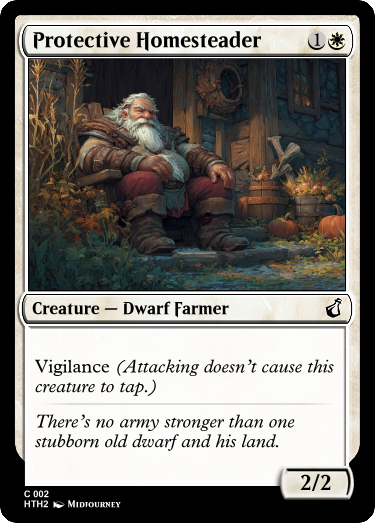 Protective Homesteader 1
Creature — Dwarf Farmer
Vigilance (Attacking doesn't cause this
creature to tap.)
There's no army stronger than one
stubborn old dwarf and his land.
2/2
C 002
HTH2 Midjourney